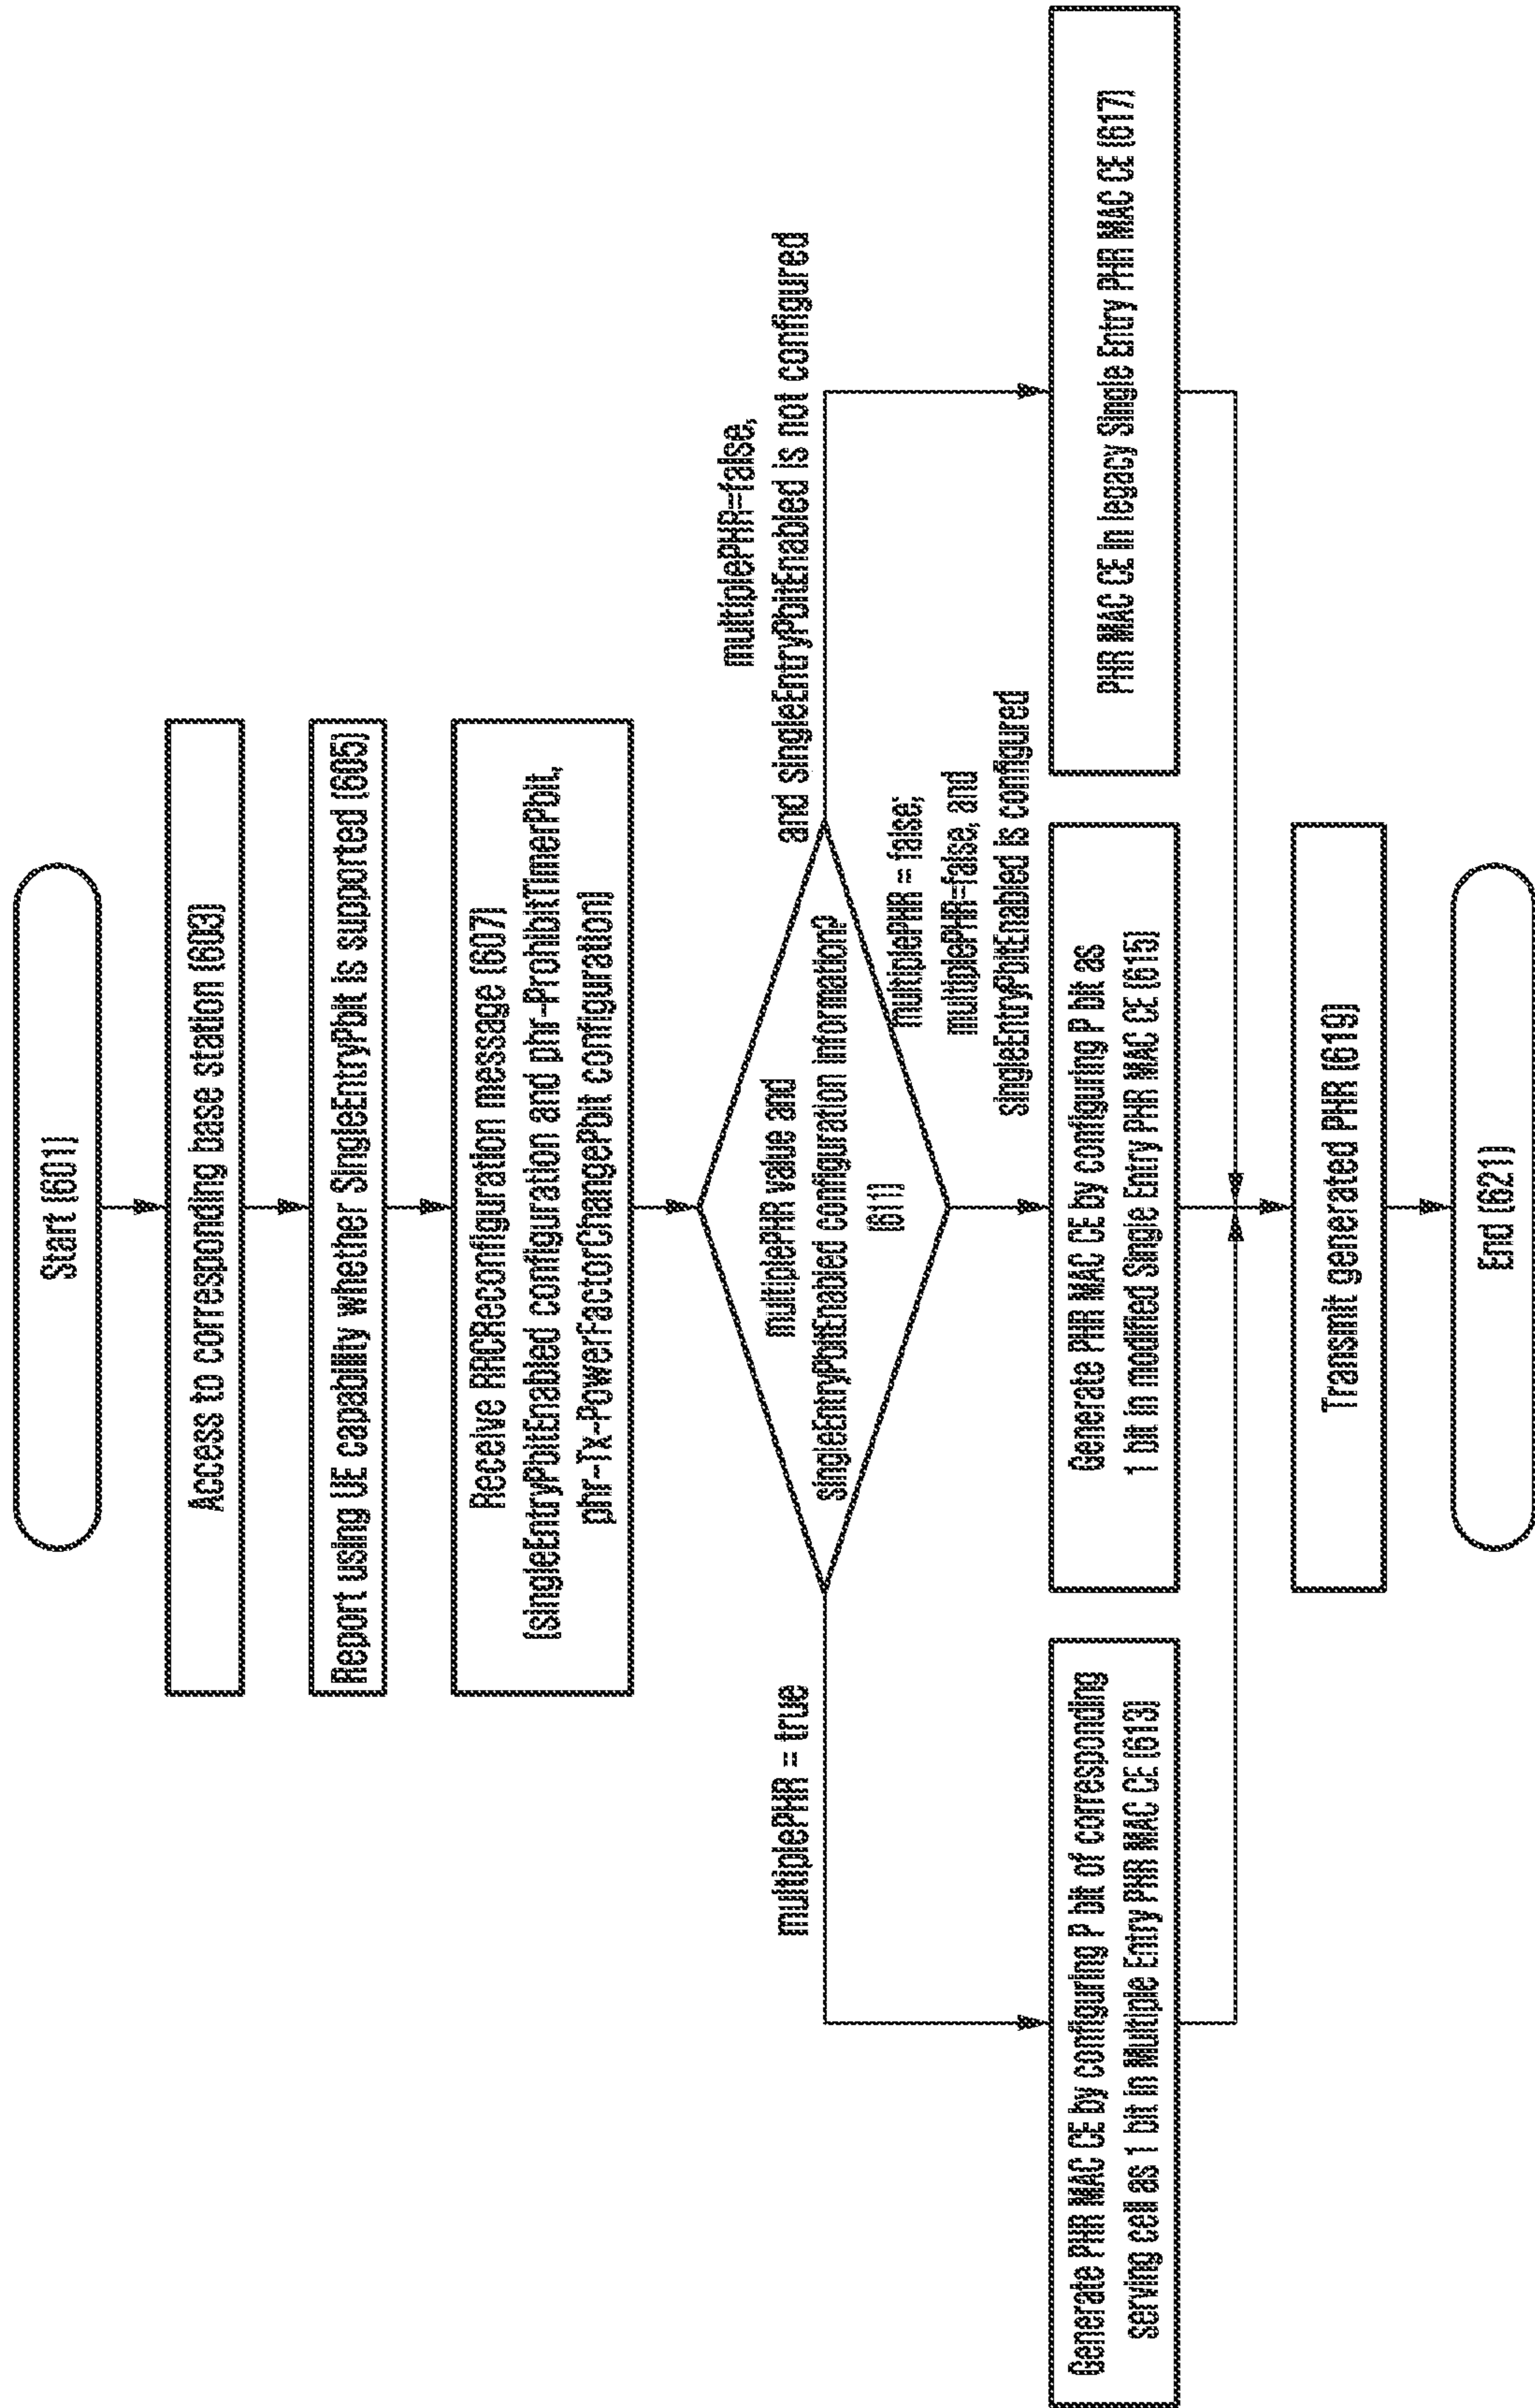 Start (601)
Access to corresponding base station (603)
Report using UE capability whether SingleEntryPbit is supported (605)
Receive RRCReconfiguration message (607)
(singleEntryPbitEnabled configuration and phr-ProhibitTimerPbit,
phr-Tx-PowerFactorChangePbit configuration)
multiplePHR value and
singleEntryPbitEnabled configuration information?
(611)
multiplePHR = true
multiplePHR = false;
multiplePHR=false, and
singleEntryPbitEnabled is configured
multiplePHR=false,
and singleEntryPbitEnabled is not configured
Generate PHR MAC CE by configuring P bit of corresponding
serving cell as 1 bit in Multiple Entry PHR MAC CE (613)
Generate PHR MAC CE by configuring P bit as
1 bit in modified Single Entry PHR MAC CE (615)
PHR MAC CE in legacy Single Entry PHR MAC CE (617)
Transmit generated PHR (619)
End (621)